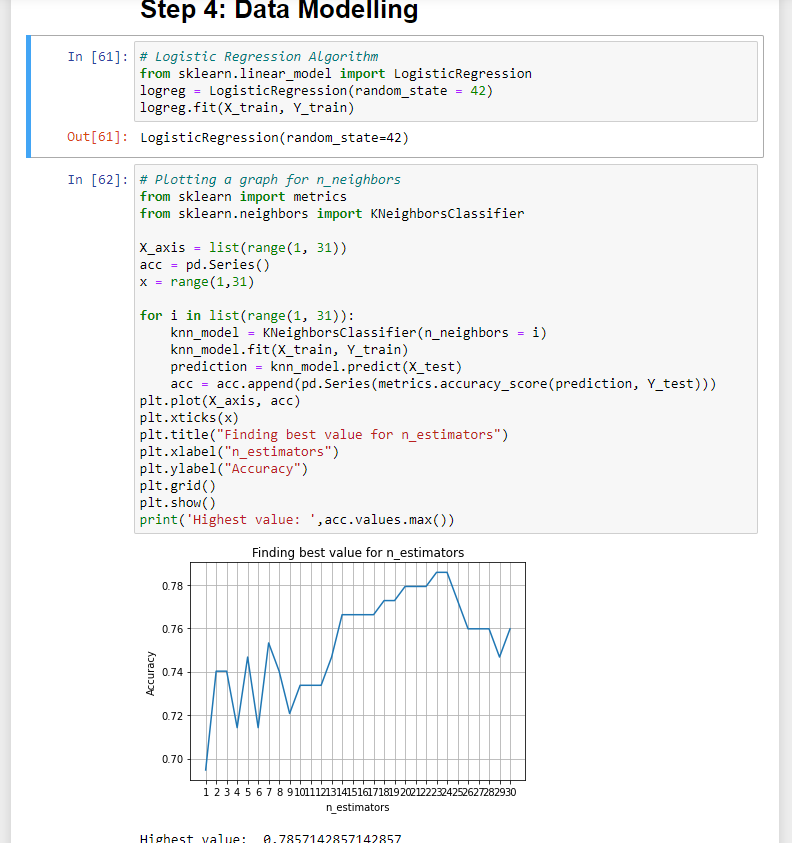 Step 4: Data Modelling
In [61]:
# Logistic Regression Algorithm
from sklearn.linear_model import LogisticRegression
logreg = LogisticRegression(random_state = 42)
logreg.fit(X_train, Y_train)
Out[61]: LogisticRegression(random_state=42)
In [62]:
# Plotting a graph for n_neighbors
from sklearn import metrics
from sklearn.neighbors import KNeighborsClassifier
X_axis = list(range(1, 31))
acc = pd.Series()
x = range(1,31)
for i in list(range(1, 31)):
    knn_model = KNeighborsClassifier(n_neighbors = i)
    knn_model.fit(X_train, Y_train)
    prediction = knn_model.predict(X_test)
    acc = acc.append(pd.Series(metrics.accuracy_score(prediction, Y_test)))
plt.plot(X_axis, acc)
plt.xticks(x)
plt.title("Finding best value for n_estimators")
plt.xlabel("n_estimators")
plt.ylabel("Accuracy")
plt.grid()
plt.show()
print('Highest value: ',acc.values.max())
Finding best value for n_estimators
0.78
0.76
0.74
0.72
0.70
Accuracy
1 2 3 4 5 6 7 8 9 10 11 12 13 14 15 16 17 18 19 20 21 22 23 24 25 26 27 28 29 30
n_estimators
Highest value:  0.7857142857142857